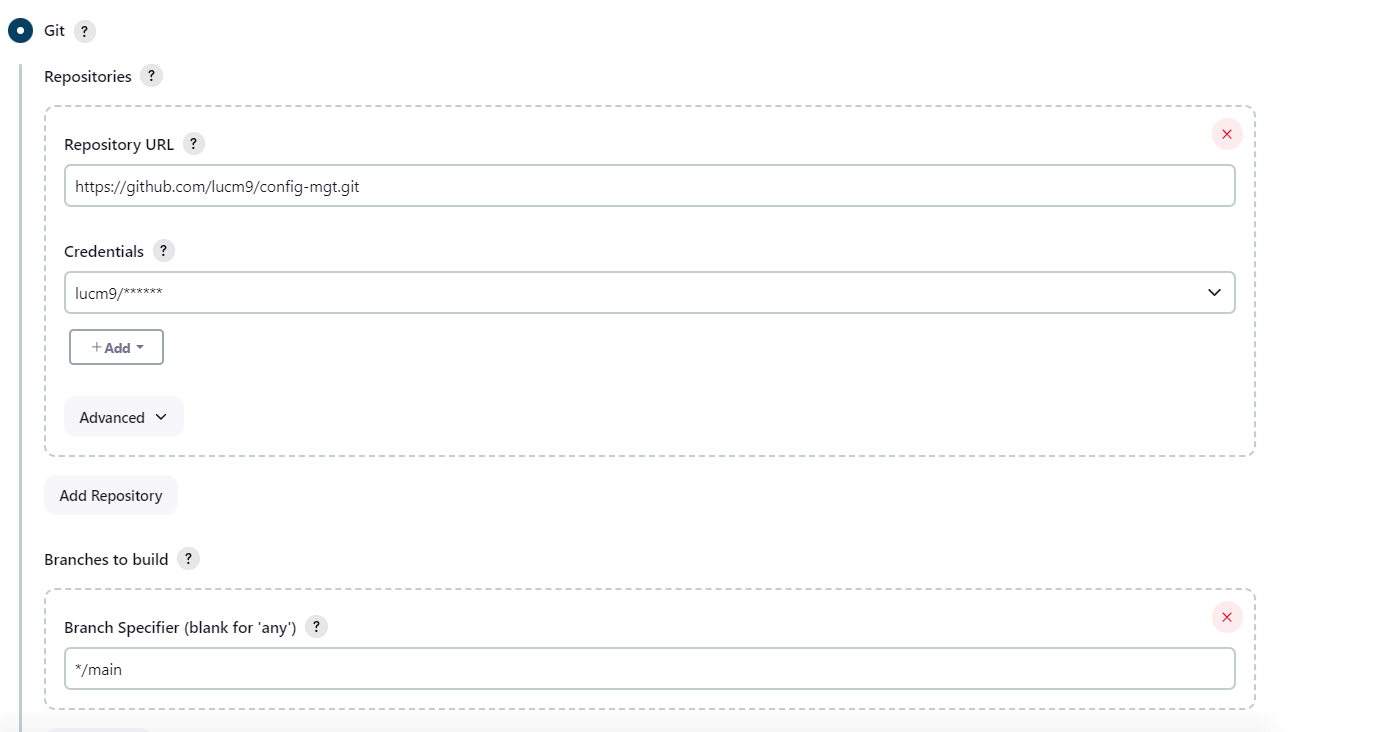 Git ?
Repositories ?
Repository URL ?
https://github.com/lucm9/config-mgt.git
Credentials ?
lucm9/******
+ Add
Advanced
Add Repository
Branches to build ?
Branch Specifier (blank for 'any') ?
*/main